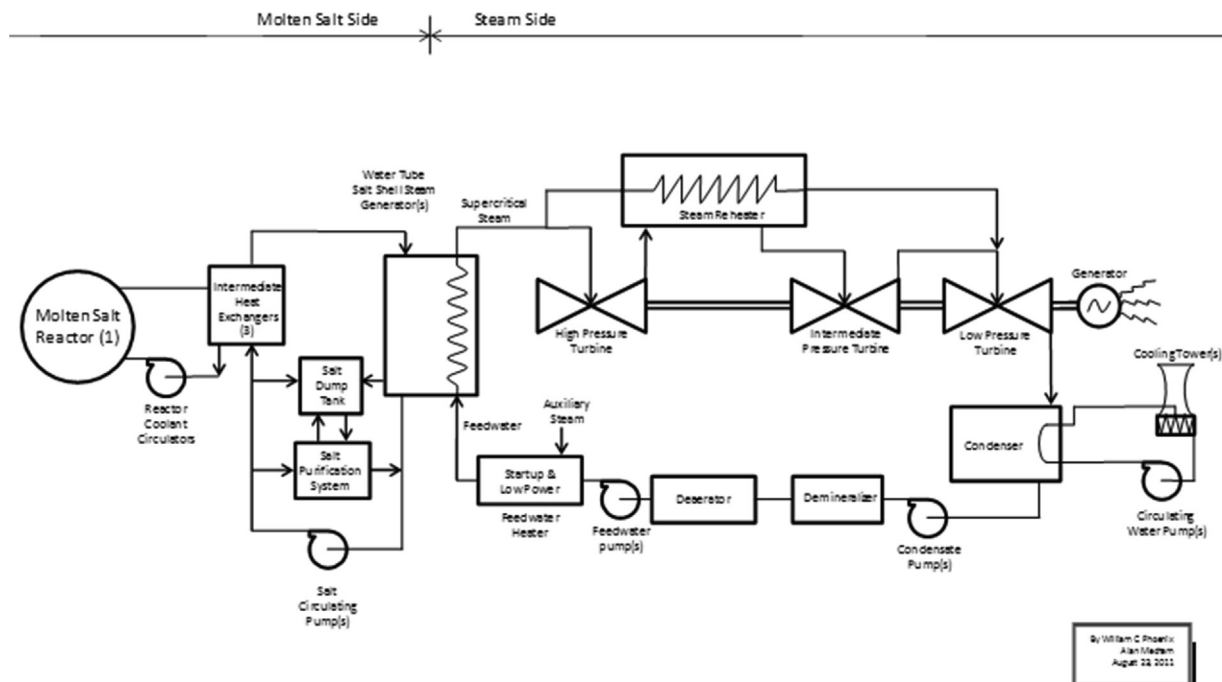 Molten Salt Side
Steam Side
Water Tube
Salt Shell Steam
Generator(s)
Supercritical
Steam
Steam Reheater
Molten Salt
Reactor (1)
Intermediate
Heat
Exchangers
(3)
High Pressure
Turbine
Intermediate
Pressure Turbine
Low Pressure
Turbine
Generator
Cooling Tower(s)
Reactor
Coolant
Circulators
Salt
Dump
Tank
Salt
Purification
System
Feedwater
Auxiliary
Steam
Startup &
Low Power
Feedwater
Heater
Feedwater
pump(s)
Deaerator
Demineralizer
Condensate
Pump(s)
Condenser
Circulating
Water Pump(s)
Salt
Circulating
Pump(s)
By William C Phoenix
Alan
August 23, 2011